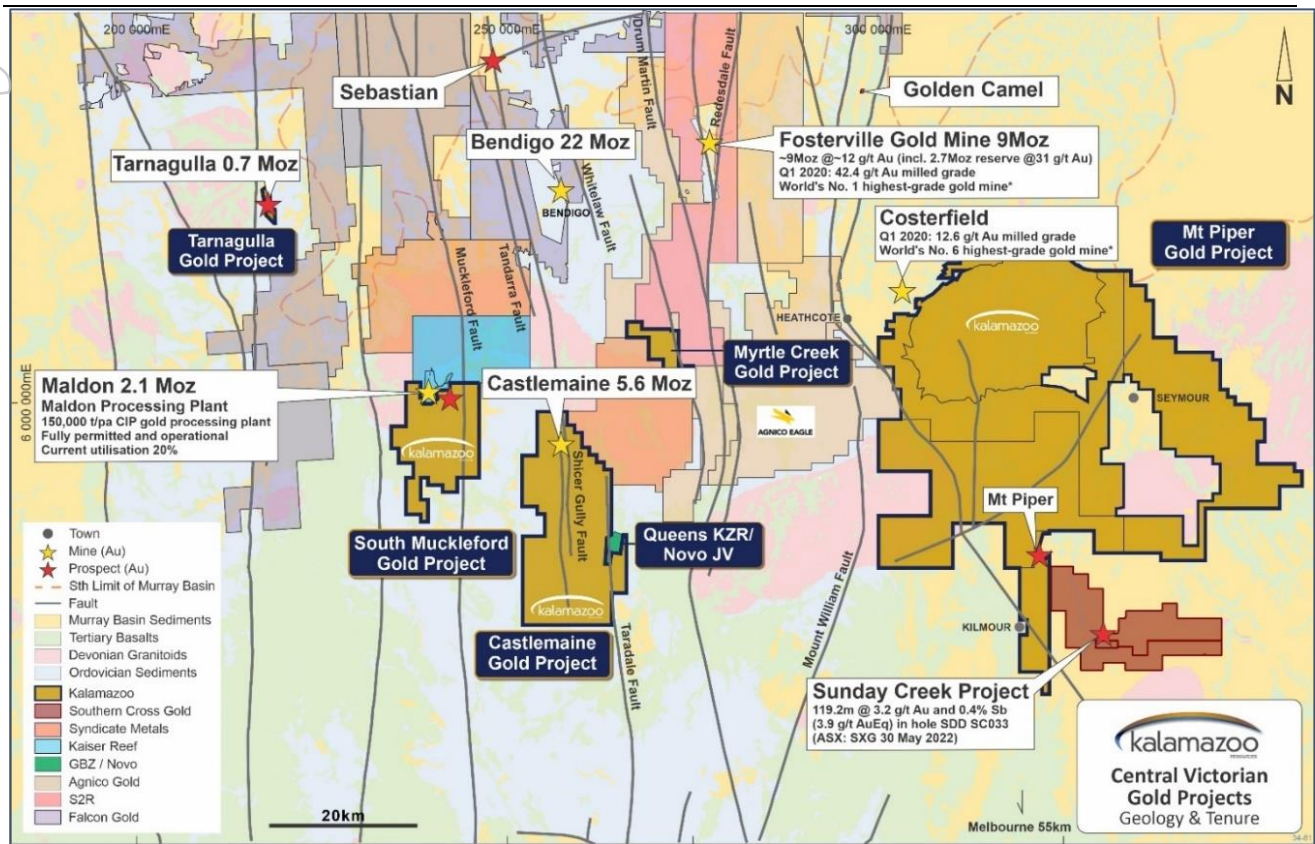 200 000mE
250 000mE
300 000mE
6 000 000mE
N
Sebastian
Drum Martin Fault
Redesdale Fault
Golden Camel
Tarnagulla 0.7 Moz
Bendigo 22 Moz
BENDIGO
Whitelaw Fault
Fosterville Gold Mine 9Moz
~9Moz @~12 g/t Au (incl. 2.7Moz reserve @31 g/t Au)
Q1 2020: 42.4 g/t Au milled grade
World's No. 1 highest-grade gold mine*
Costerfield
Q1 2020: 12.6 g/t Au milled grade
World's No. 6 highest-grade gold mine*
Mt Piper
Gold Project
Tarnagulla
Gold Project
Muckleford Fault
Tandarra Fault
HEATHCOTE
kalamazoo
Myrtle Creek
Gold Project
SEYMOUR
Maldon 2.1 Moz
Maldon Processing Plant
150,000 t/pa CIP gold processing plant
Fully permitted and operational
Current utilisation 20%
Castlemaine 5.6 Moz
AGNICO EAGLE
kalamazoo
Shicer Gully Fault
South Muckleford
Gold Project
Queens KZR/
Novo JV
Mt Piper
kalamazoo
Castlemaine
Gold Project
Taradale Fault
Mount William Fault
KILMOUR
Sunday Creek Project
119.2m @ 3.2 g/t Au and 0.4% Sb
(3.9 g/t AuEq) in hole SDD SC033
(ASX: SXG 30 May 2022)
Town
Mine (Au)
Prospect (Au)
Sth Limit of Murray Basin
Fault
Murray Basin Sediments
Tertiary Basalts
Devonian Granitoids
Ordovician Sediments
Kalamazoo
Southern Cross Gold
Syndicate Metals
Kaiser Reef
GBZ / Novo
Agnico Gold
S2R
Falcon Gold
20km
Melbourne 55km
kalamazoo
RESOURCES
Central Victorian
Gold Projects
Geology & Tenure